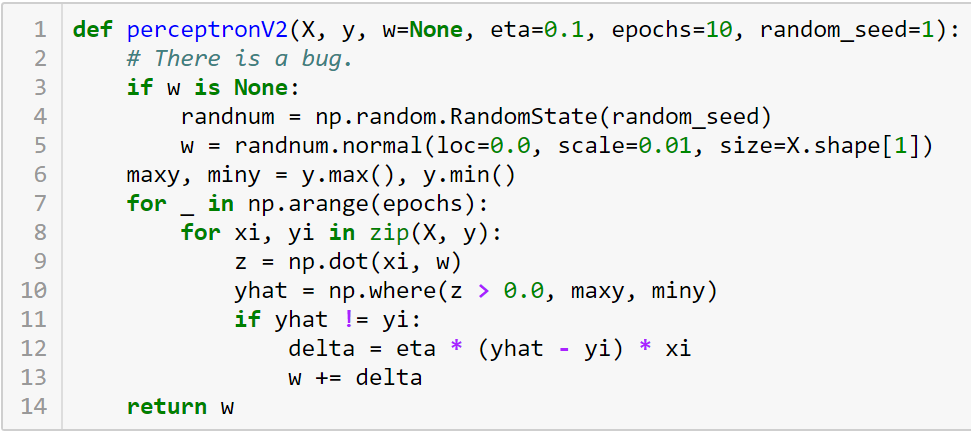 1 def perceptronV2(X, y, w=None, eta=0.1, epochs=10, random_seed=1):
2     # There is a bug.
3     if w is None:
4         randnum = np.random.RandomState(random_seed)
5         w = randnum.normal(loc=0.0, scale=0.01, size=X.shape[1])
6     maxy, miny = y.max(), y.min()
7     for _ in np.arange(epochs):
8         for xi, yi in zip(X, y):
9             z = np.dot(xi, w)
10             yhat = np.where(z > 0.0, maxy, miny)
11             if yhat != yi:
12                 delta = eta * (yhat - yi) * xi
13                 w += delta
14     return w